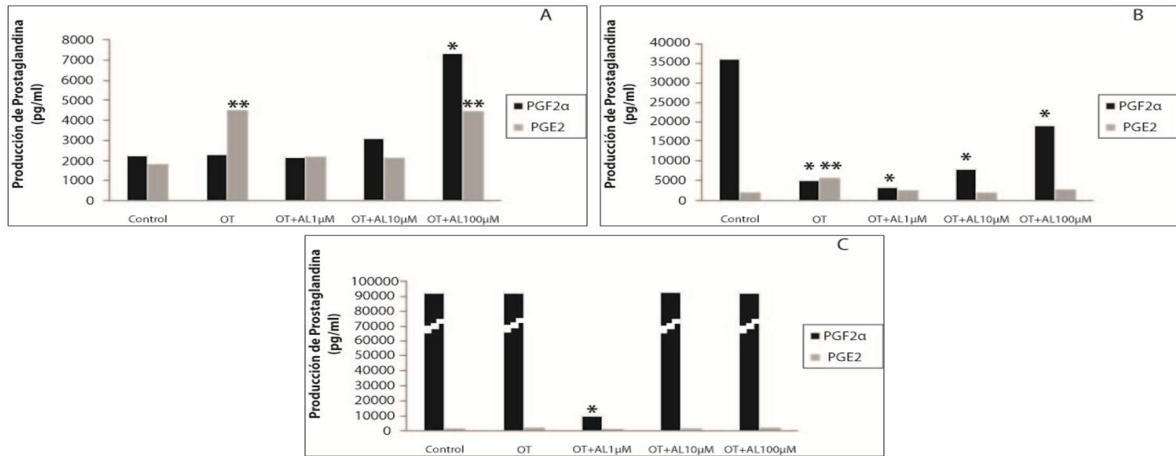 A
Producción de Prostaglandina
(pg/ml)
8000
7000
6000
5000
4000
3000
2000
1000
0
*
**
**
Control OT OT+AL1µM OT+AL10µM OT+AL100µM
PGF2α
PGE2
B
Producción de Prostaglandina
(pg/ml)
40000
35000
30000
25000
20000
15000
10000
5000
0
* ** * * *
Control OT OT+AL1µM OT+AL10µM OT+AL100µM
PGF2α
PGE2
C
Producción de Prostaglandina
(pg/ml)
100000
90000
80000
70000
60000
50000
40000
30000
20000
10000
0
*
Control OT OT+AL1µM OT+AL10µM OT+AL100µM
PGF2α
PGE2